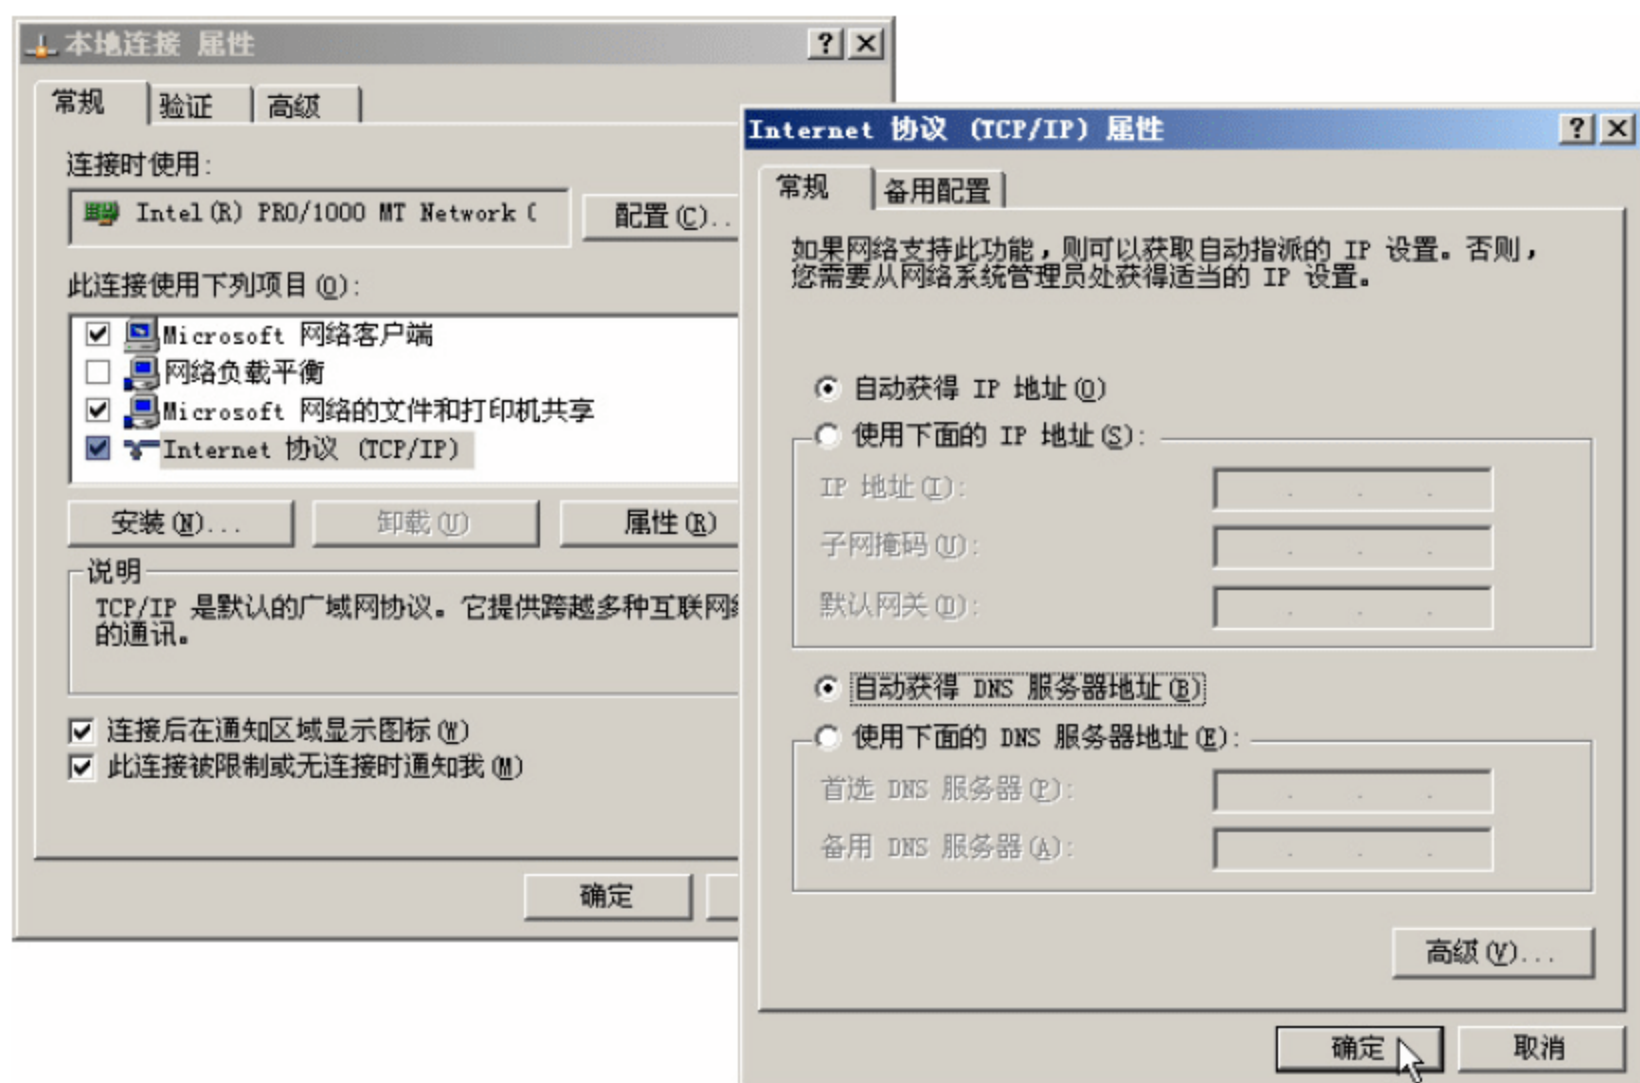 本地连接 属性
常规
验证
高级
连接时使用:
Intel(R) PRO/1000 MT Network C
配置(C)..
此连接使用下列项目(O):
Microsoft 网络客户端
网络负载平衡
Microsoft 网络的文件和打印机共享
Internet 协议 (TCP/IP)
安装(N)...
卸载(U)
属性(R)
说明
TCP/IP 是默认的广域网协议。它提供跨越多种互联网络
的通讯。
连接后在通知区域显示图标(W)
此连接被限制或无连接时通知我(M)
确定
Internet 协议 (TCP/IP) 属性
常规
备用配置
如果网络支持此功能，则可以获取自动指派的 IP 设置。否则，
您需要从网络系统管理员处获得适当的 IP 设置。
自动获得 IP 地址(O)
使用下面的 IP 地址(S):
IP 地址(I):
子网掩码(U):
默认网关(D):
自动获得 DNS 服务器地址(B)
使用下面的 DNS 服务器地址(E):
首选 DNS 服务器(P):
备用 DNS 服务器(A):
高级(V)...
确定
取消